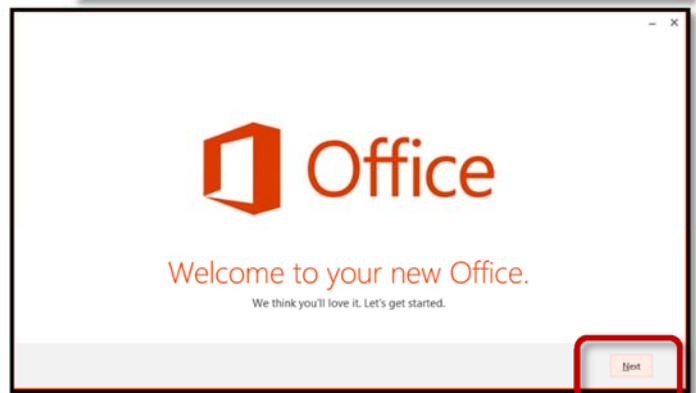 Office
Welcome to your new Office.
We think you'll love it. Let's get started.
Next